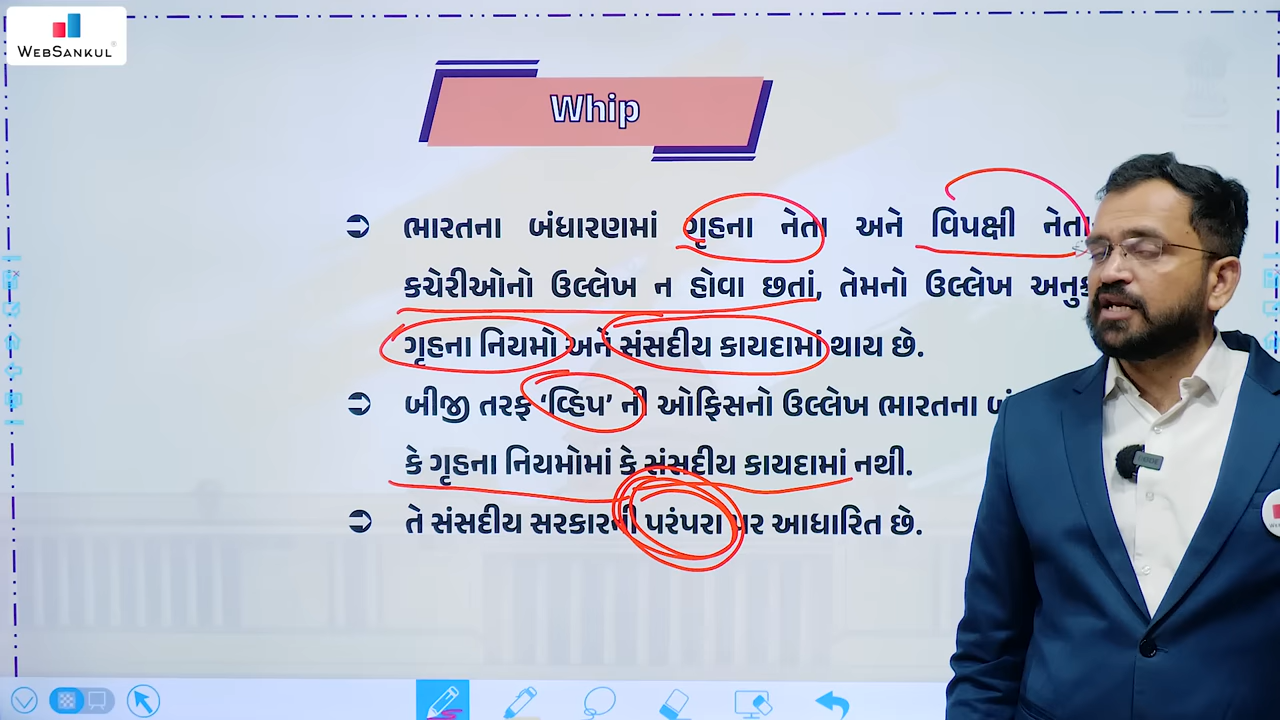 WEBSANKUL
Whip
ભારતના બંધારણમાં ગૃહના નેતા અને વિપક્ષી નેતા
કચેરીઓનો ઉલ્લેખ ન હોવા છતાં, તેમનો ઉલ્લેખ
ગૃહના નિયમો અને સંસદીય કાયદામાં થાય છે.
બીજી તરફ ‘વ્હિપ’ ની ઓફિસનો ઉલ્લેખ ભારતના
કે ગૃહના નિયમોમાં કે સંસદીય કાયદામાં નથી.
તે સંસદીય સરકારની પરંપરા પર આધારિત છે.